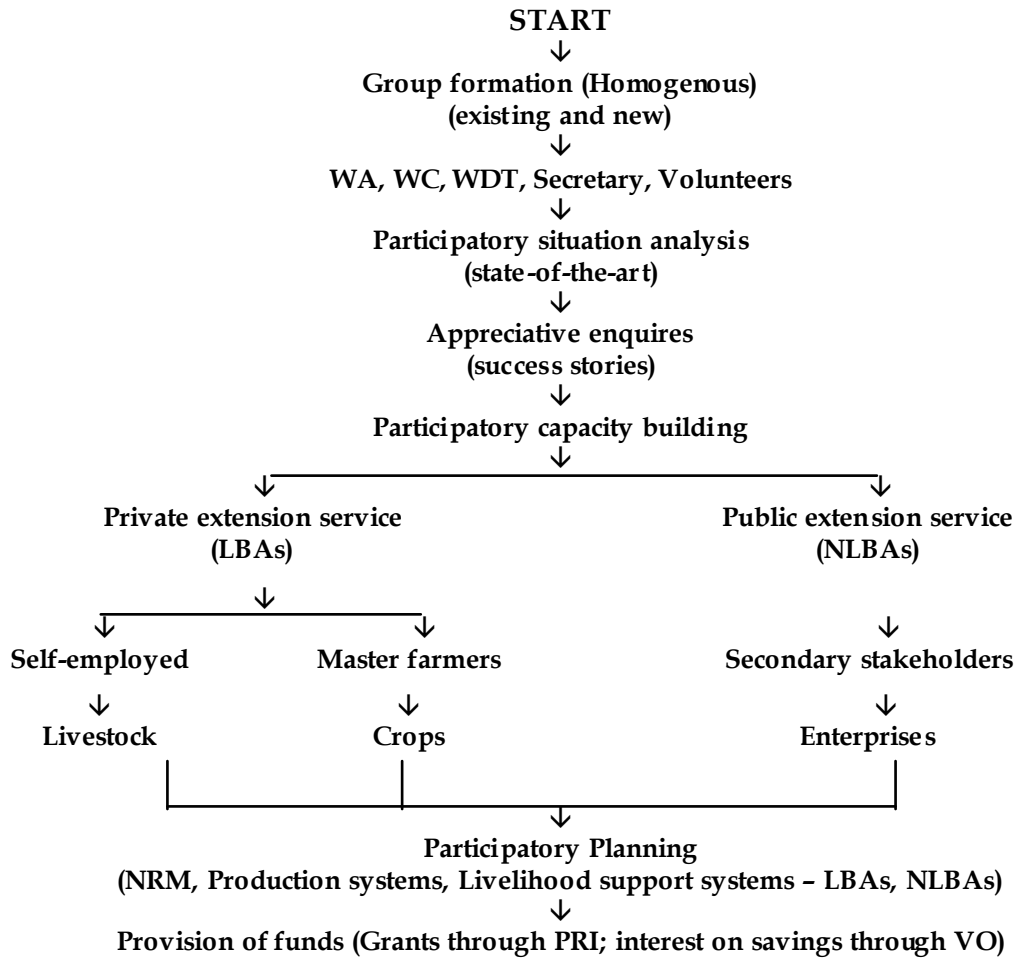 START
Group formation (Homogenous)
(existing and new)
WA, WC, WDT, Secretary, Volunteers
Participatory situation analysis
(state-of-the-art)
Appreciative enquires
(success stories)
Participatory capacity building
Private extension service
(LBAs)
Public extension service
(NLBAs)
Self-employed
Master farmers
Secondary stakeholders
Livestock
Crops
Enterprises
Participatory Planning
(NRM, Production systems, Livelihood support systems – LBAs, NLBAs)
Provision of funds (Grants through PRI; interest on savings through VO)